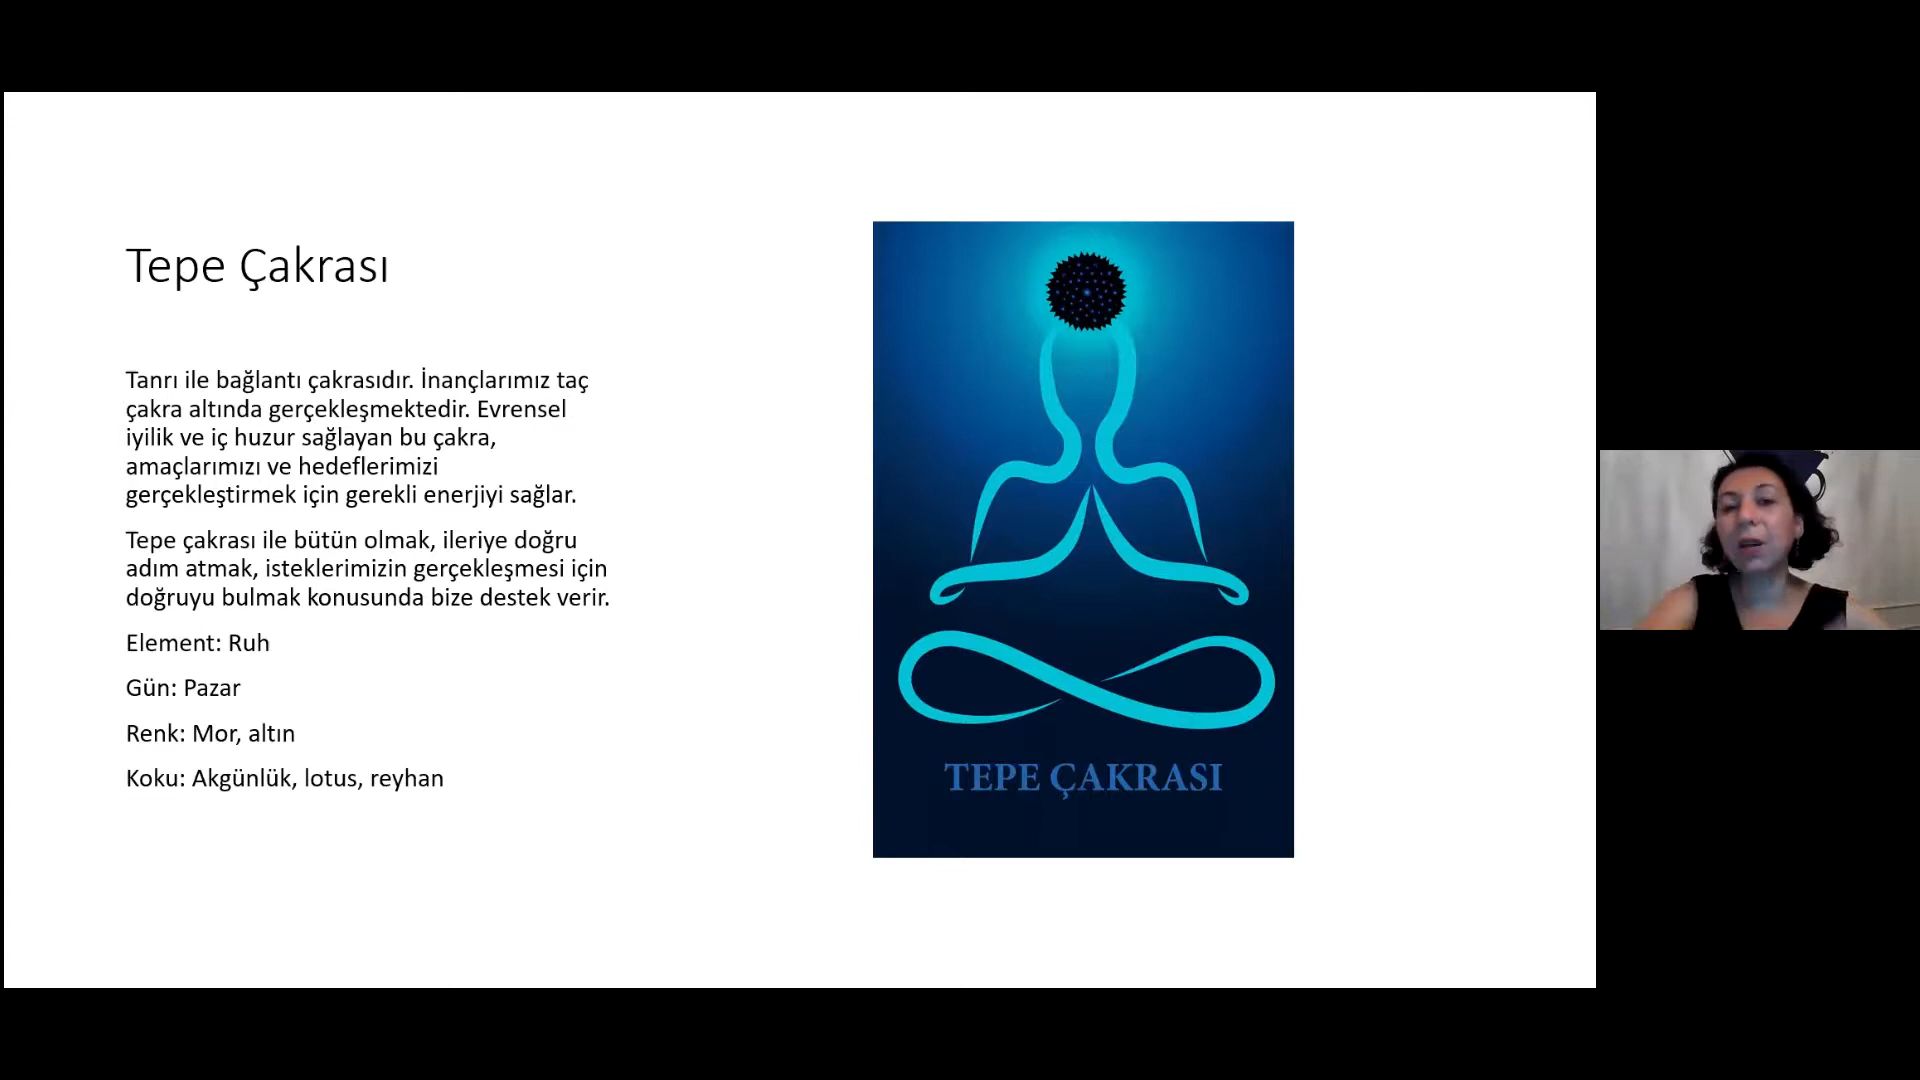 Tepe Çakrası
Tanrı ile bağlantı çakrasıdır. İnançlarımız taç
çakra altında gerçekleşmektedir. Evrensel
iyilik ve iç huzur sağlayan bu çakra,
amaçlarımızı ve hedeflerimizi
gerçekleştirmek için gerekli enerjiyi sağlar.
Tepe çakrası ile bütün olmak, ileriye doğru
adım atmak, isteklerimizin gerçekleşmesi için
doğruyu bulmak konusunda bize destek verir.
Element: Ruh
Gün: Pazar
Renk: Mor, altın
Koku: Akgünlük, lotus, reyhan
TEPE ÇAKRASI